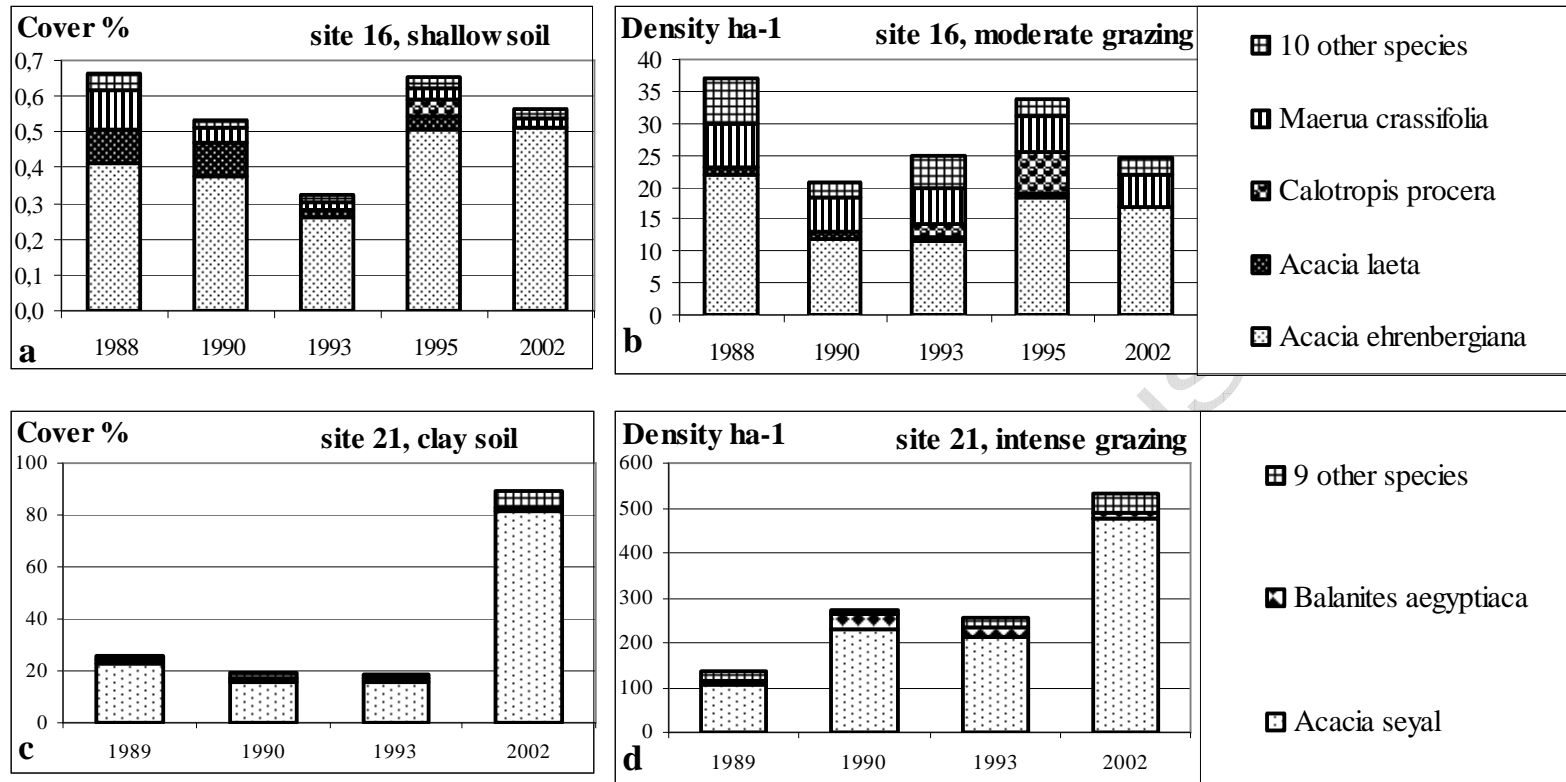 Cover %
site 16, shallow soil
0,7
0,6
0,5
0,4
0,3
0,2
0,1
0,0
1988 1990 1993 1995 2002
a
Density ha-1
site 16, moderate grazing
40
35
30
25
20
15
10
5
0
1988 1990 1993 1995 2002
b
10 other species
Maerua crassifolia
Calotropis procera
Acacia laeta
Acacia ehrenbergiana
Cover %
site 21, clay soil
100
80
60
40
20
0
1989 1990 1993 2002
c
Density ha-1
site 21, intense grazing
600
500
400
300
200
100
0
1989 1990 1993 2002
d
9 other species
Balanites aegyptiaca
Acacia seyal